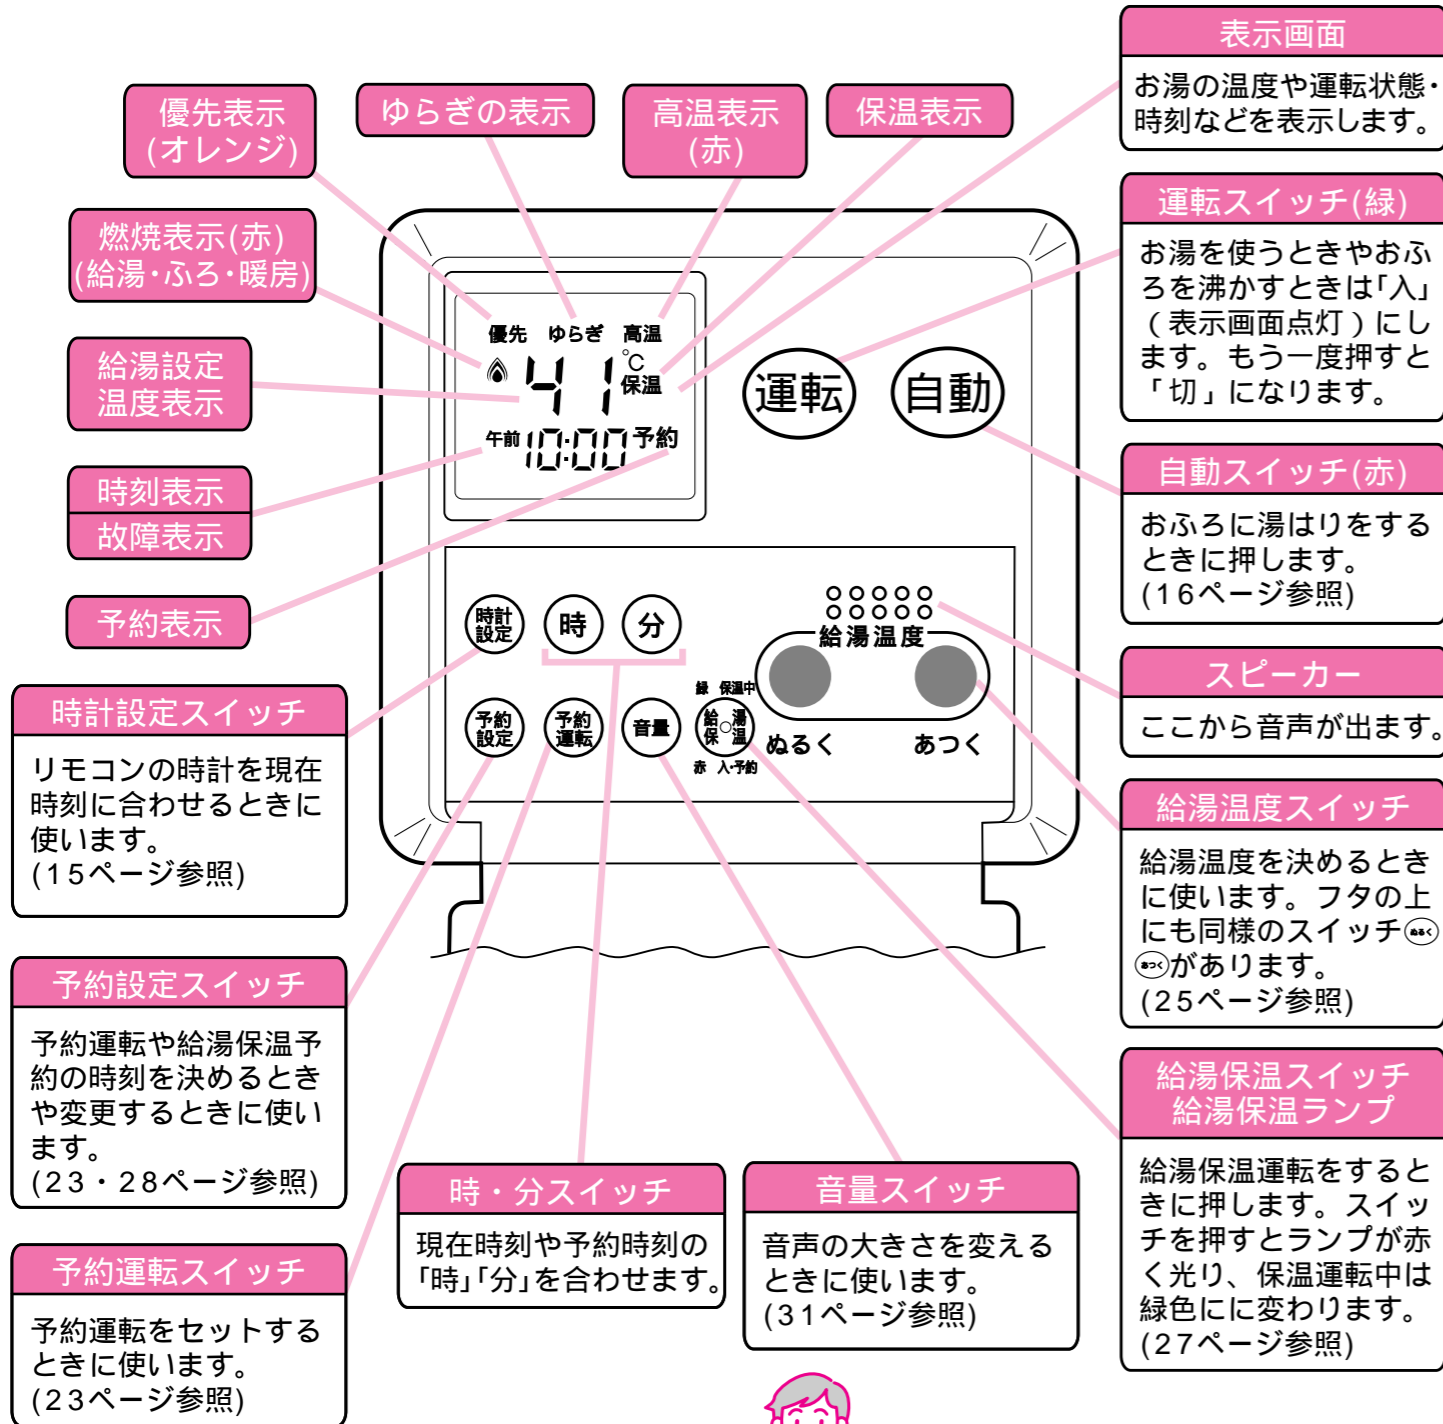 表示画面
お湯の温度や運転状態・
時刻などを表示します。
優先表示
(オレンジ)
ゆらぎの表示
高温表示
(赤)
保温表示
燃焼表示(赤)
(給湯・ふろ・暖房)
給湯設定
温度表示
時刻表示
故障表示
予約表示
優先 ゆらぎ 高温
41
℃
保温
午前 10:00 予約
運転
自動
時計
設定
時
分
予約
設定
予約
運転
音量
緑 保温中
給 湯
保 温
赤 入・予約
給湯温度
ぬるく
あつく
運転スイッチ(緑)
お湯を使うときやおふ
ろを沸かすときは「入」
(表示画面点灯)にし
ます。もう一度押すと
「切」になります。
自動スイッチ(赤)
おふろに湯はりをする
ときに押します。
(16ページ参照)
スピーカー
ここから音声が出ます。
給湯温度スイッチ
給湯温度を決めるとき
に使います。フタの上
にも同様のスイッチぬるく
あつくがあります。
(25ページ参照)
給湯保温スイッチ
給湯保温ランプ
給湯保温運転をすると
きに押します。スイッ
チを押すとランプが赤
く光り、保温運転中は
緑色にに変わります。
(27ページ参照)
時計設定スイッチ
リモコンの時計を現在
時刻に合わせるときに
使います。
(15ページ参照)
予約設定スイッチ
予約運転や給湯保温予
約の時刻を決めるとき
や変更するときに使い
ます。
(23・28ページ参照)
予約運転スイッチ
予約運転をセットする
ときに使います。
(23ページ参照)
時・分スイッチ
現在時刻や予約時刻の
「時」「分」を合わせます。
音量スイッチ
音声の大きさを変える
ときに使います。
(31ページ参照)